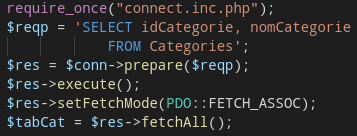 require_once("connect.inc.php");
$reqp = 'SELECT idCategorie, nomCategorie
FROM Categories';
$res = $conn->prepare($reqp);
$res->execute();
$res->setFetchMode(PDO::FETCH_ASSOC);
$tabCat = $res->fetchAll();